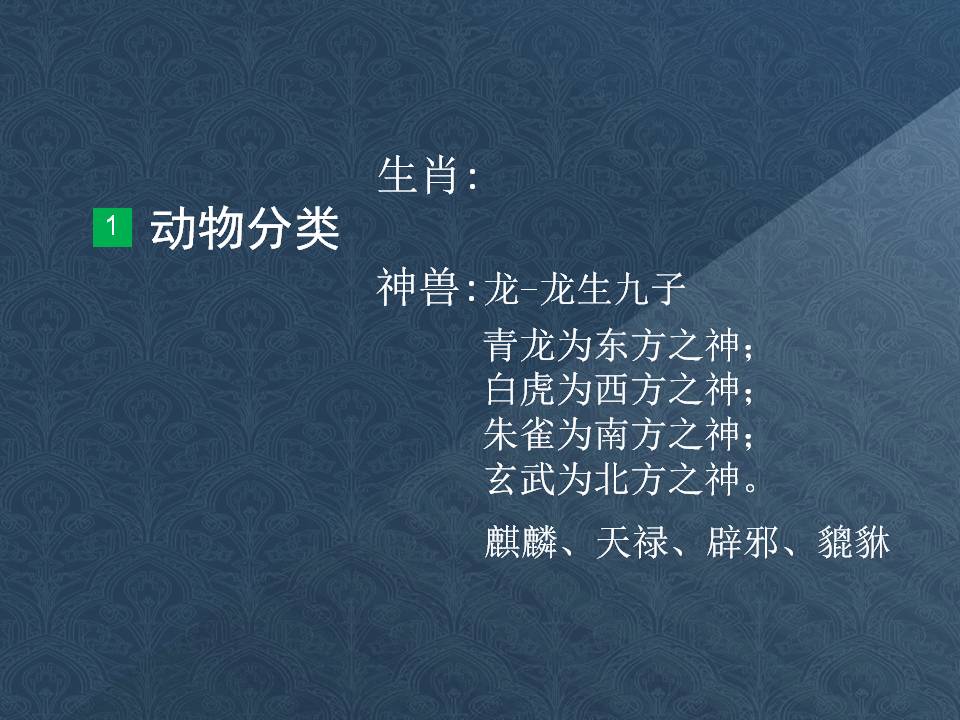 生肖:
1 动物分类
神兽:龙-龙生九子
青龙为东方之神;
白虎为西方之神;
朱雀为南方之神;
玄武为北方之神。
麒麟、天禄、辟邪、貔貅